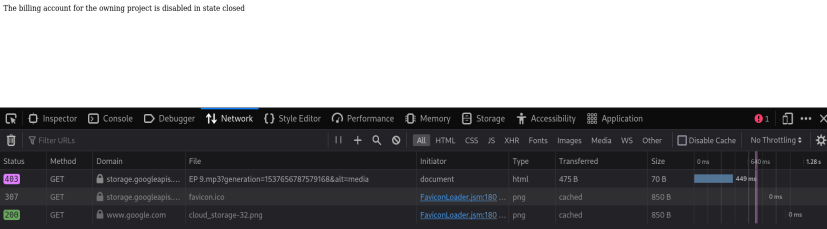 The billing account for the owning project is disabled in state closed
Inspector Console Debugger Network Style Editor Performance Memory Storage Accessibility Application 1
Filter URLs All HTML CSS JS XHR Fonts Images Media WS Other Disable Cache No Throttling
Status Method Domain File Initiator Type Transferred Size 0 ms 640 ms 1.28 s
403 GET storage.googleapis.... EP 9.mp3?generation=1537656787579168&alt=media document html 475 B 70 B 449 ms
307 GET storage.googleapis.... favicon.ico FaviconLoader.jsm:180 ... png cached 850 B 0 ms
200 GET www.google.com cloud_storage-32.png FaviconLoader.jsm:180 ... png cached 850 B 0 ms